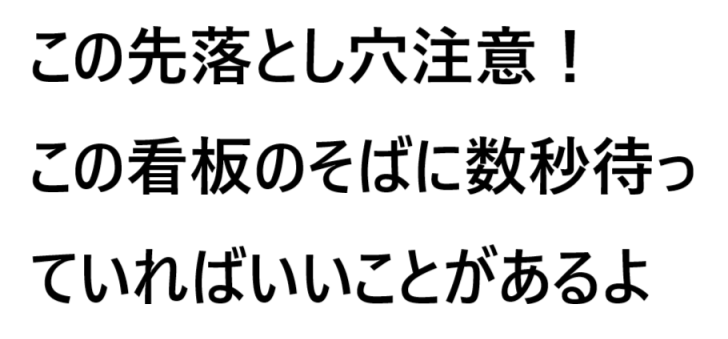 この先落とし穴注意！
この看板のそばに数秒待っ
ていればいいことがあるよ